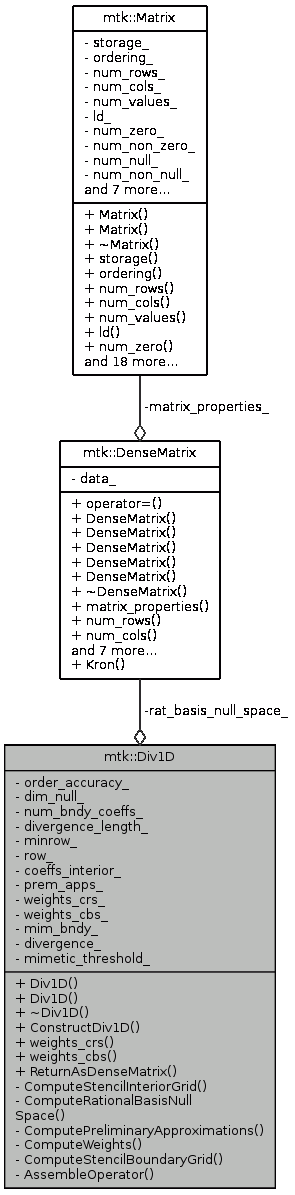 mtk::Matrix
- storage_
- ordering_
- num_rows_
- num_cols_
- num_values_
- ld_
- num_zero_
- num_non_zero_
- num_null_
- num_non_null_
and 7 more...
+ Matrix()
+ Matrix()
+ ~Matrix()
+ storage()
+ ordering()
+ num_rows()
+ num_cols()
+ num_values()
+ ld()
+ num_zero()
and 18 more...
-matrix_properties_
mtk::DenseMatrix
- data_
+ operator=()
+ DenseMatrix()
+ DenseMatrix()
+ DenseMatrix()
+ DenseMatrix()
+ DenseMatrix()
+ ~DenseMatrix()
+ matrix_properties()
+ num_rows()
+ num_cols()
and 7 more...
+ Kron()
-rat_basis_null_space_
mtk::Div1D
- order_accuracy_
- dim_null_
- num_bndy_coeffs_
- divergence_length_
- minrow_
- row_
- coeffs_interior_
- prem_apps_
- weights_crs_
- weights_cbs_
- mim_bndy_
- divergence_
- mimetic_threshold_
+ Div1D()
+ Div1D()
+ ~Div1D()
+ ConstructDiv1D()
+ weights_crs()
+ weights_cbs()
+ ReturnAsDenseMatrix()
- ComputeStencilInteriorGrid()
- ComputeRationalBasisNull
Space()
- ComputePreliminaryApproximations()
- ComputeWeights()
- ComputeStencilBoundaryGrid()
- AssembleOperator()